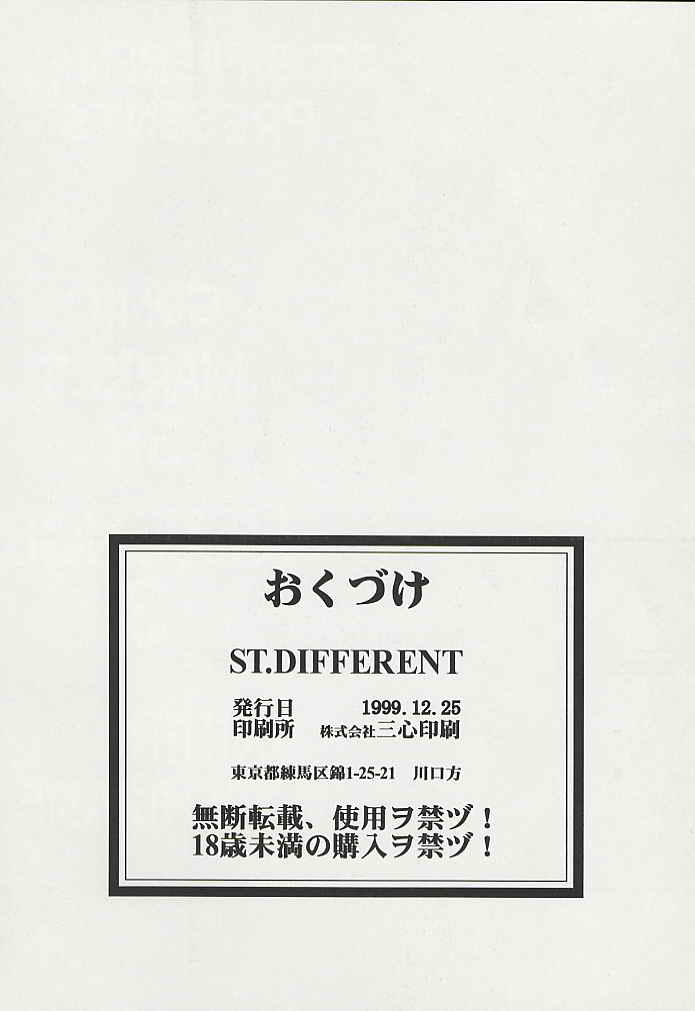 おくづけ
ST.DIFFERENT
発行日 1999.12.25
印刷所 株式会社三心印刷
東京都練馬区錦1-25-21 川口方
無断転載、使用ヲ禁ヅ!
18歳未満の購入ヲ禁ヅ!